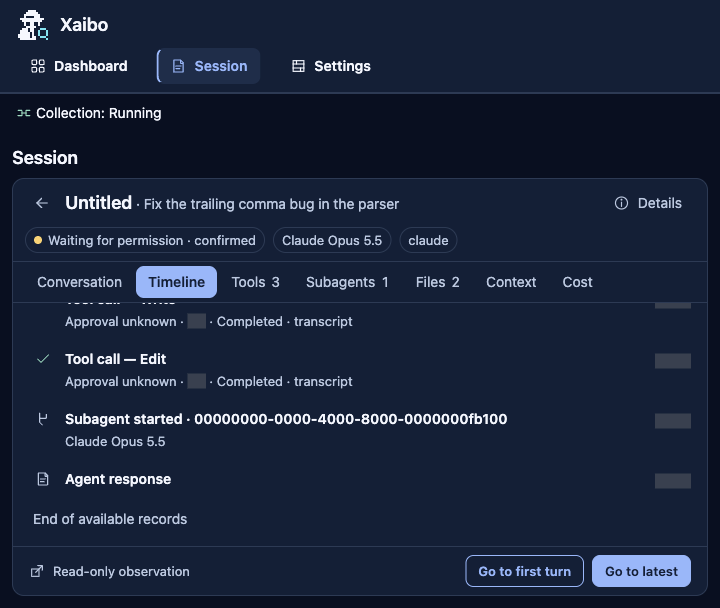 Xaibo
Dashboard Session Settings
Collection: Running
Session
Untitled · Fix the trailing comma bug in the parser Details
Waiting for permission · confirmed Claude Opus 5.5 claude
Conversation Timeline Tools 3 Subagents 1 Files 2 Context Cost
Approval unknown · · Completed · transcript
Tool call — Edit
Approval unknown · · Completed · transcript
Subagent started · 00000000-0000-4000-8000-0000000fb100
Claude Opus 5.5
Agent response
End of available records
Read-only observation Go to first turn Go to latest